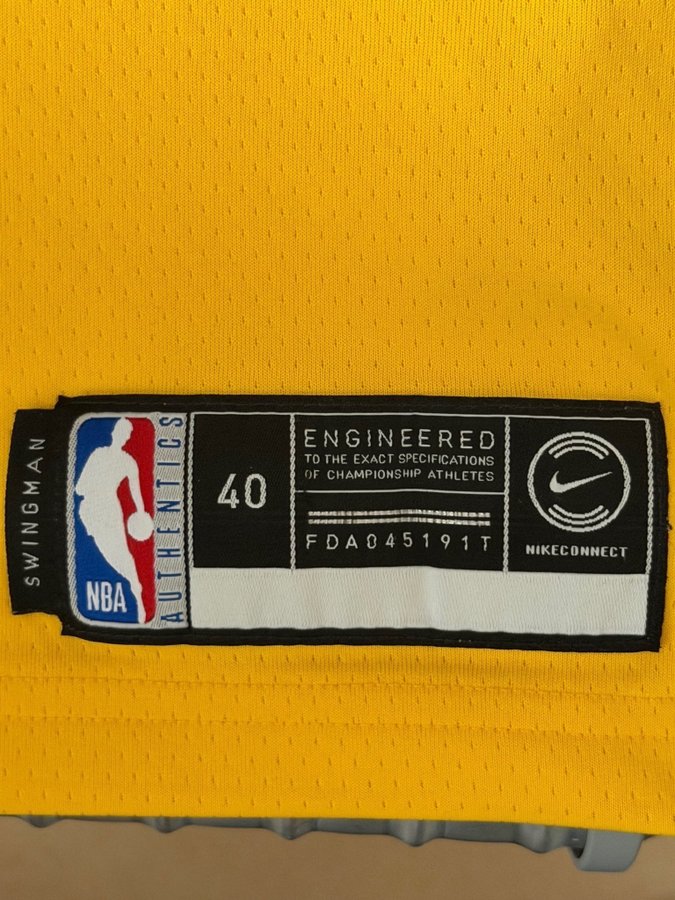 SWINGMAN
NBA
AUTHENTICS
40
ENGINEERED
TO THE EXACT SPECIFICATIONS
OF CHAMPIONSHIP ATHLETES
FDA045191T
NIKECONNECT